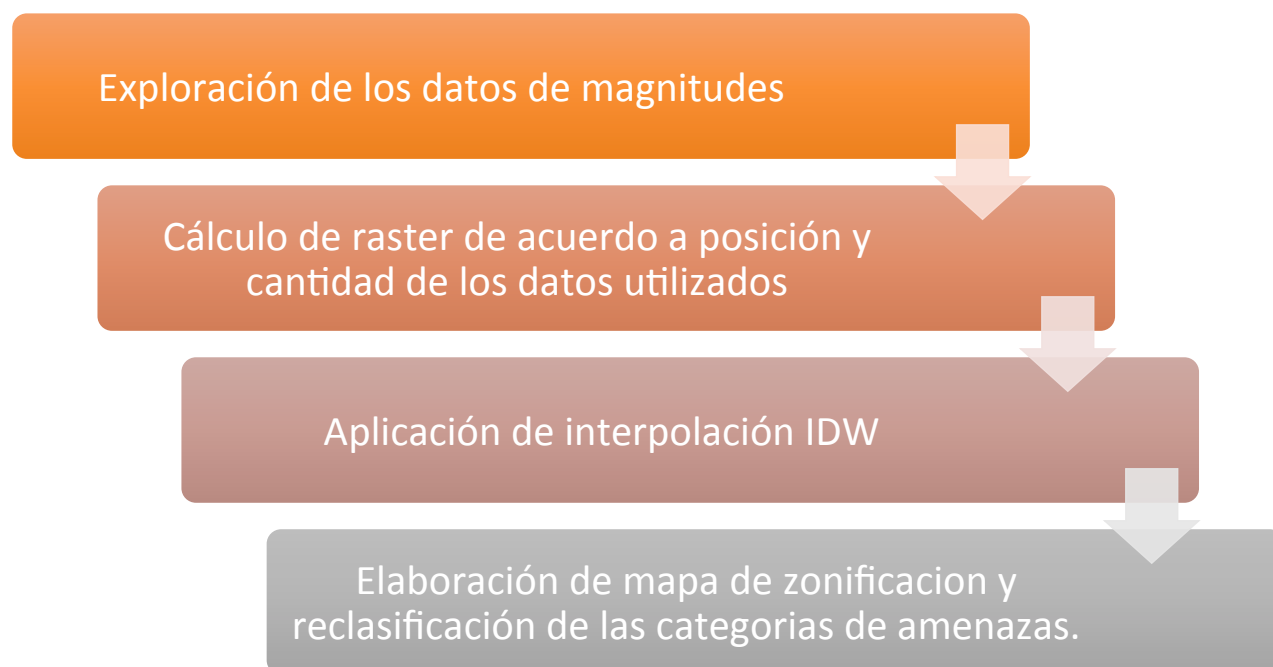 Exploración de los datos de magnitudes
Cálculo de raster de acuerdo a posición y
cantidad de los datos utilizados
Aplicación de interpolación IDW
Elaboración de mapa de zonificacion y
reclasificación de las categorias de amenazas.